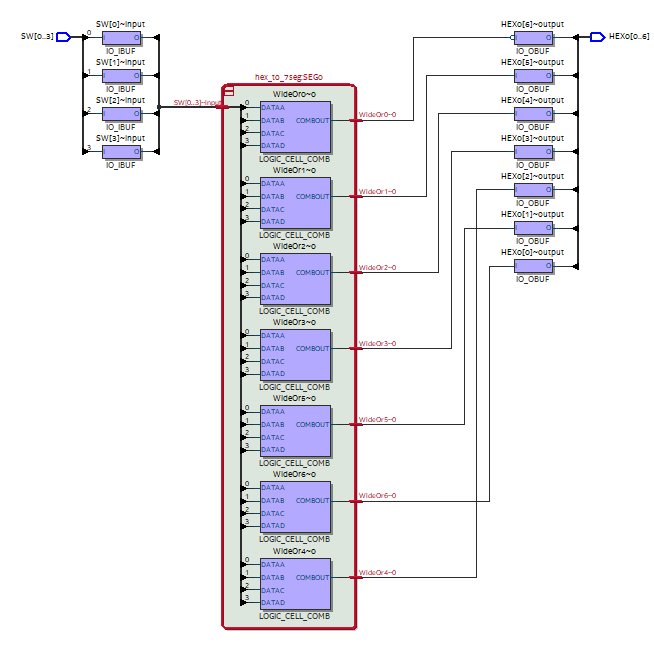 SW[0..3]
SW[0]~input
0
I O
IO_IBUF
SW[1]~input
1
I O
IO_IBUF
SW[2]~input
2
I O
IO_IBUF
SW[3]~input
3
I O
IO_IBUF
SW[0..3]~input
hex_to_7seg:SEG0
WideOr0~0
0 DATAA
1 DATAB COMBOUT
2 DATAC
3 DATAD
LOGIC_CELL_COMB
WideOr0~0
WideOr1~0
0 DATAA
1 DATAB COMBOUT
2 DATAC
3 DATAD
LOGIC_CELL_COMB
WideOr1~0
WideOr2~0
0 DATAA
1 DATAB COMBOUT
2 DATAC
3 DATAD
LOGIC_CELL_COMB
WideOr2~0
WideOr3~0
0 DATAA
1 DATAB COMBOUT
2 DATAC
3 DATAD
LOGIC_CELL_COMB
WideOr3~0
WideOr5~0
0 DATAA
1 DATAB COMBOUT
2 DATAC
3 DATAD
LOGIC_CELL_COMB
WideOr5~0
WideOr6~0
0 DATAA
1 DATAB COMBOUT
2 DATAC
3 DATAD
LOGIC_CELL_COMB
WideOr6~0
WideOr4~0
0 DATAA
1 DATAB COMBOUT
2 DATAC
3 DATAD
LOGIC_CELL_COMB
WideOr4~0
HEX0[6]~output
I O
IO_OBUF
HEX0[5]~output
I O
IO_OBUF
HEX0[4]~output
I O
IO_OBUF
HEX0[3]~output
I O
IO_OBUF
HEX0[2]~output
I O
IO_OBUF
HEX0[1]~output
I O
IO_OBUF
HEX0[0]~output
I O
IO_OBUF
HEX0[0..6]